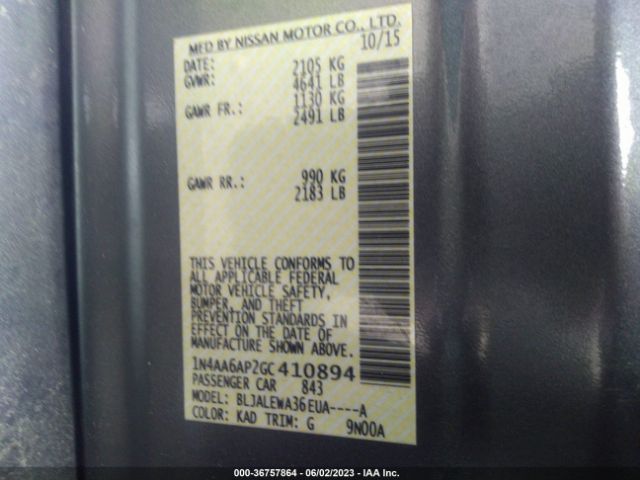 MFD BY NISSAN MOTOR CO., LTD.
DATE: 10/15
GVWR: 2105 KG
4641 LB
GAWR FR.: 1130 KG
2491 LB
GAWR RR.: 990 KG
2183 LB
THIS VEHICLE CONFORMS TO
ALL APPLICABLE FEDERAL
MOTOR VEHICLE SAFETY,
BUMPER, AND THEFT
PREVENTION STANDARDS IN
EFFECT ON THE DATE OF
MANUFACTURE SHOWN ABOVE.
1N4AA6AP2GC410894
PASSENGER CAR 843
MODEL: BLJALEWA36EUA----A
COLOR: KAD TRIM: G 9N00A
000-36757864 / 06/02/2023 - IAA Inc.